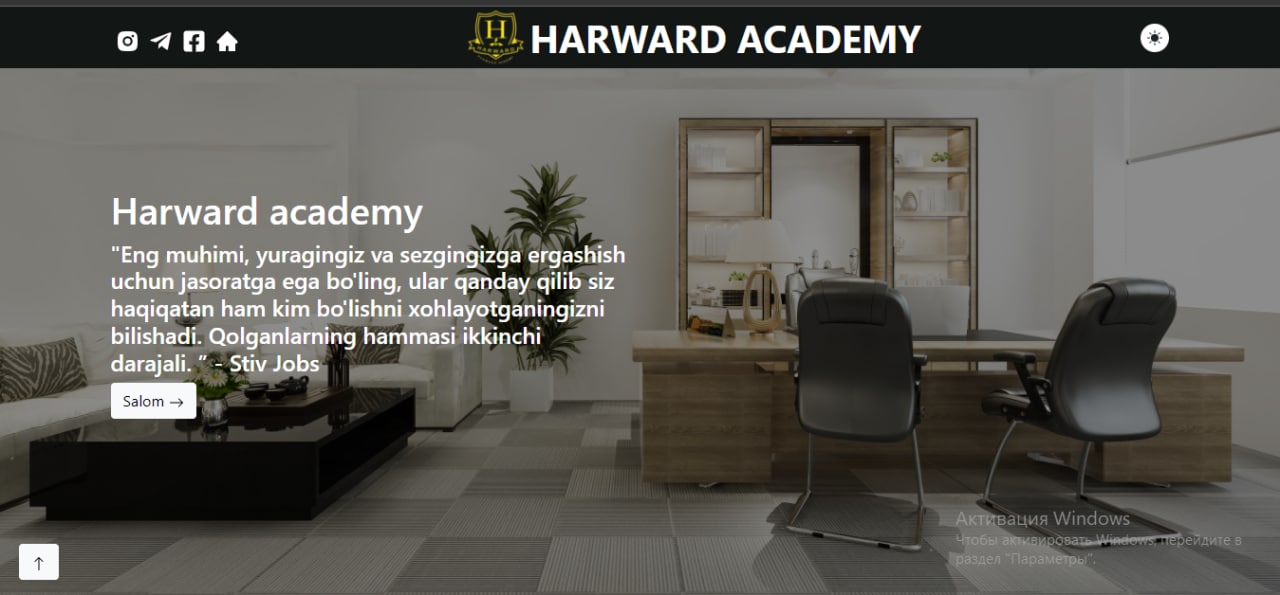 H
HARWARD
HARWARD ACADEMY
Harward academy
"Eng muhimi, yuragingiz va sezgingizga ergashish
uchun jasoratga ega bo'ling, ular qanday qilib siz
haqiqatan ham kim bo'lishni xohlayotganingizni
bilishadi. Qolganlarning hammasi ikkinchi
darajali. ” - Stiv Jobs
Salom →
Активация Windows
Чтобы активировать Windows, перейдите в
раздел "Параметры".